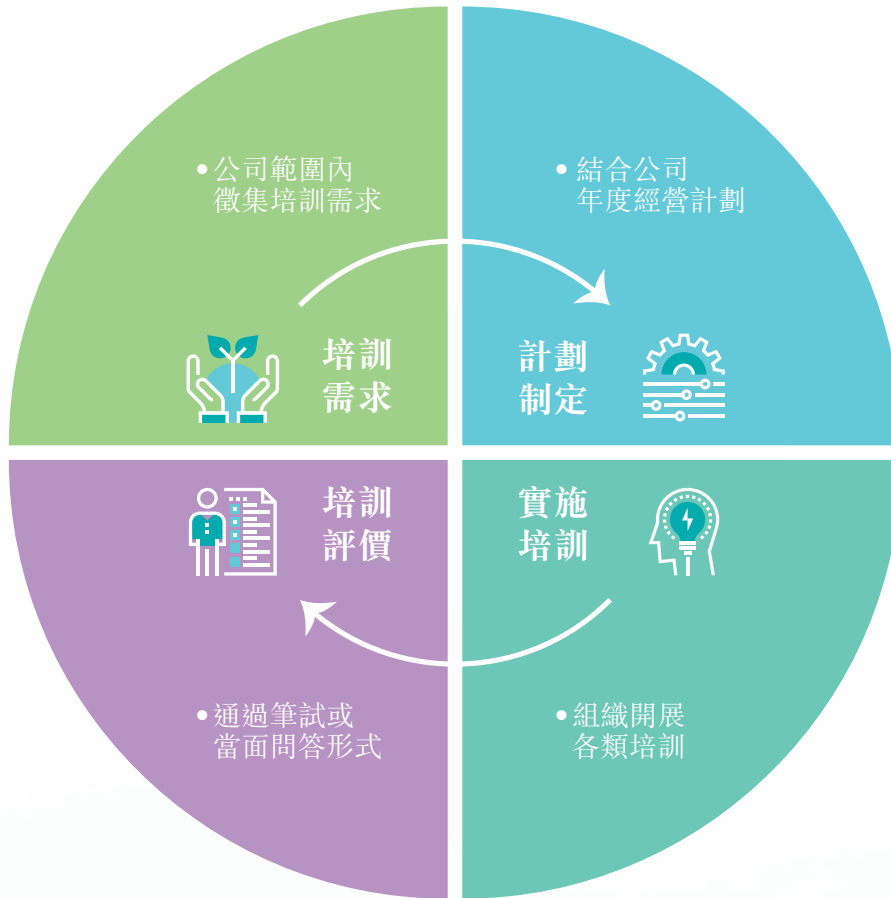 • 公司範圍內
徵集培訓需求
培訓
需求
• 結合公司
年度經營計劃
計劃
制定
實施
培訓
• 組織開展
各類培訓
培訓
評價
• 通過筆試或
當面問答形式